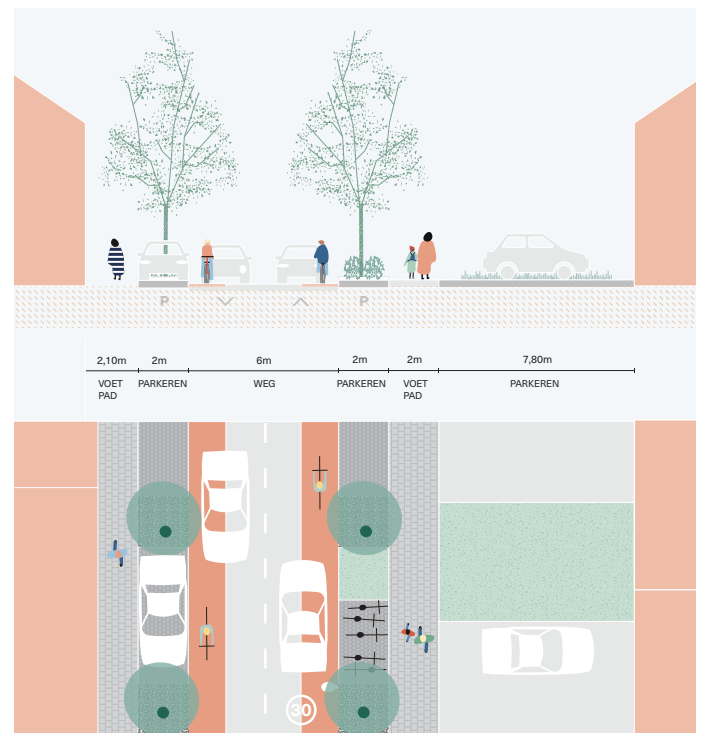 P
P
2,10m 2m 6m 2m 2m 7,80m
VOET PARKEREN WEG PARKEREN VOET PARKEREN
PAD PAD
30